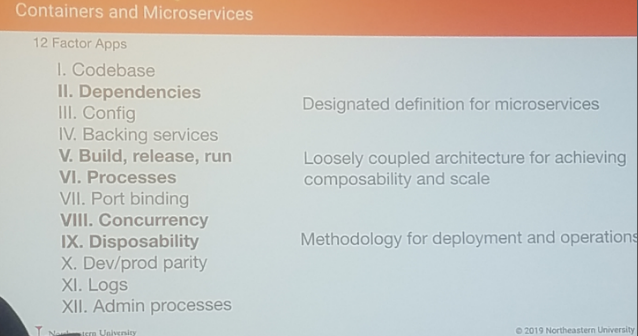 Containers and Microservices
12 Factor Apps
I. Codebase
II. Dependencies
III. Config
IV. Backing services
V. Build, release, run
VI. Processes
VII. Port binding
VIII. Concurrency
IX. Disposability
X. Dev/prod parity
XI. Logs
XII. Admin processes
Designated definition for microservices
Loosely coupled architecture for achieving
composability and scale
Methodology for deployment and operations
University
© 2019 Northeastern University